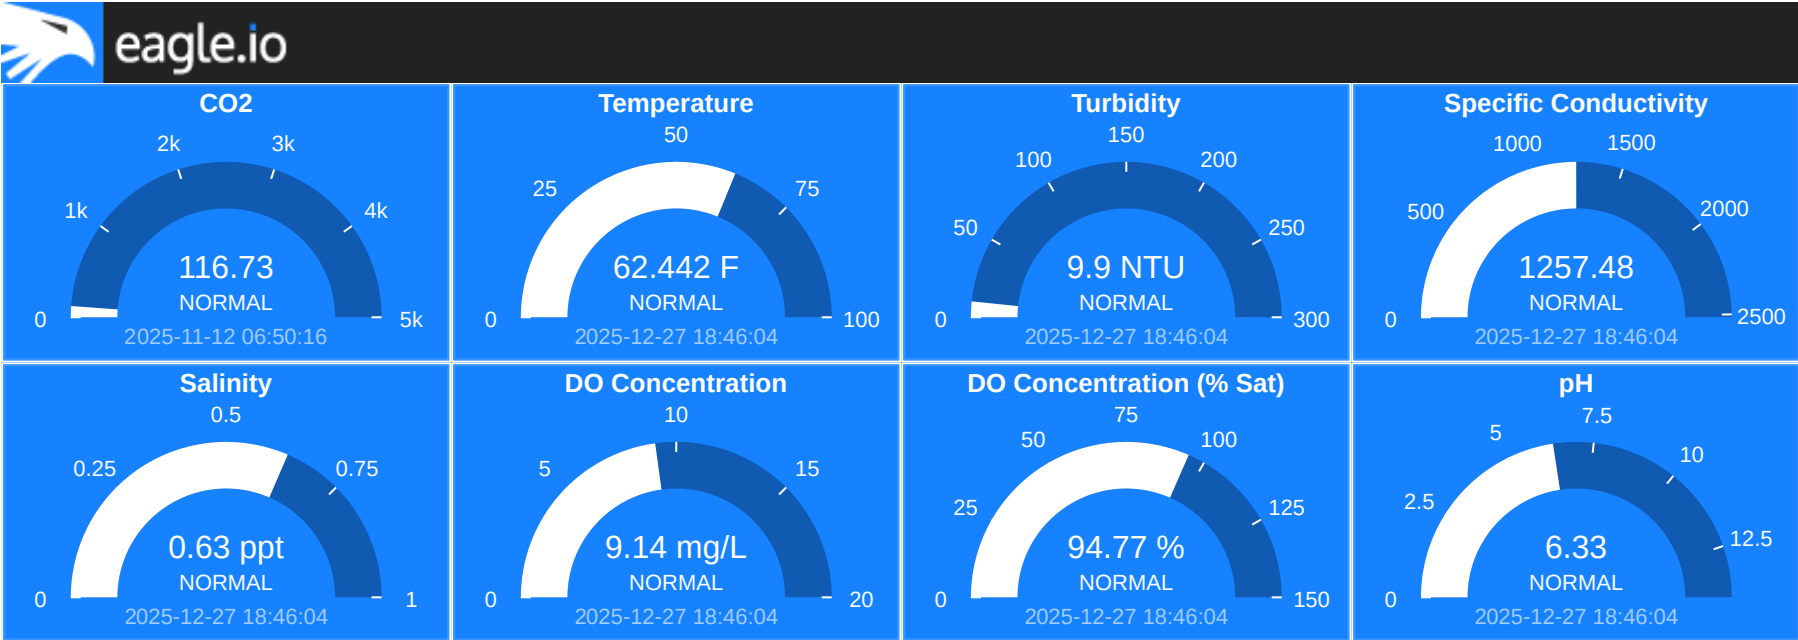 eagle.io
CO2
0
1k
2k
3k
4k
5k
116.73
NORMAL
2025-11-12 06:50:16
Temperature
0
25
50
75
100
62.442 F
NORMAL
2025-12-27 18:46:04
Turbidity
0
50
100
150
200
250
300
9.9 NTU
NORMAL
2025-12-27 18:46:04
Specific Conductivity
0
500
1000
1500
2000
2500
1257.48
NORMAL
2025-12-27 18:46:04
Salinity
0
0.25
0.5
0.75
1
0.63 ppt
NORMAL
2025-12-27 18:46:04
DO Concentration
0
5
10
15
20
9.14 mg/L
NORMAL
2025-12-27 18:46:04
DO Concentration (% Sat)
0
25
50
75
100
125
150
94.77 %
NORMAL
2025-12-27 18:46:04
pH
0
2.5
5
7.5
10
12.5
6.33
NORMAL
2025-12-27 18:46:04